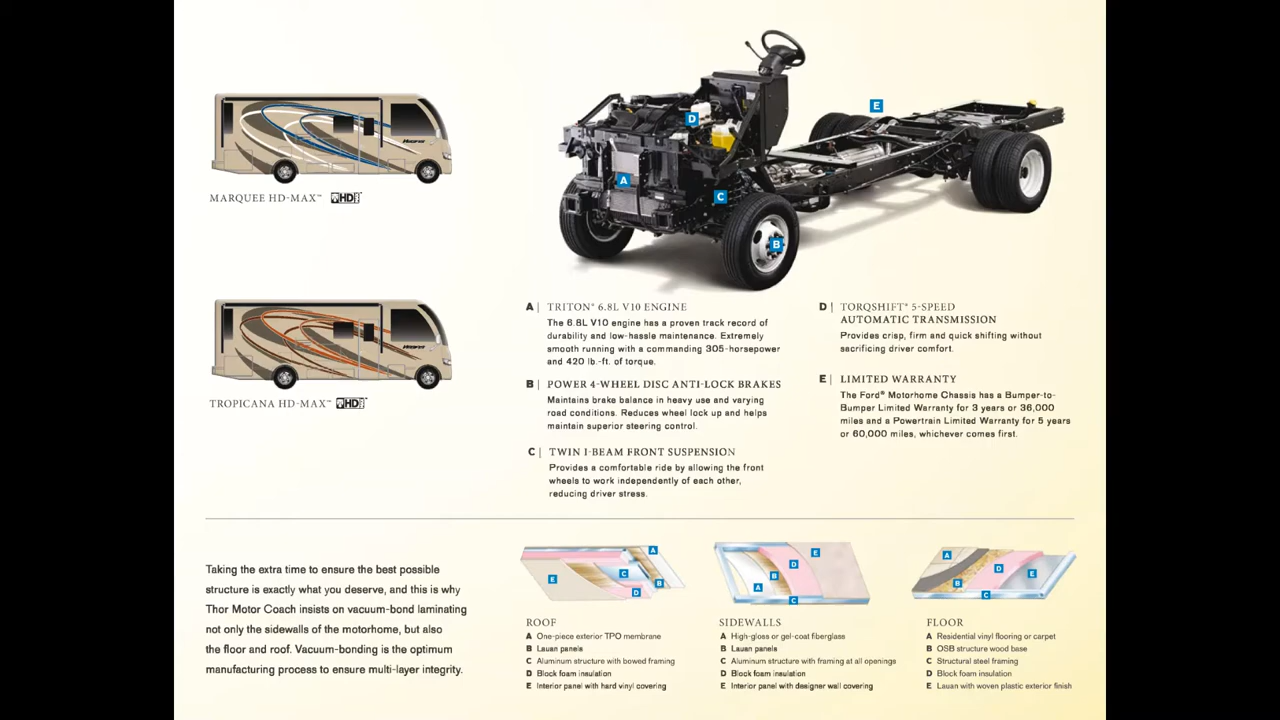 MARQUEE HD-MAX™ HD MAX
TROPICANA HD-MAX™ HD MAX
A
B
C
D
E
A | TRITON® 6.8L V10 ENGINE
The 6.8L V10 engine has a proven track record of
durability and low-hassle maintenance. Extremely
smooth running with a commanding 305-horsepower
and 420 lb.-ft. of torque.
B | POWER 4-WHEEL DISC ANTI-LOCK BRAKES
Maintains brake balance in heavy use and varying
road conditions. Reduces wheel lock up and helps
maintain superior steering control.
C | TWIN I-BEAM FRONT SUSPENSION
Provides a comfortable ride by allowing the front
wheels to work independently of each other,
reducing driver stress.
D | TORQSHIFT® 5-SPEED
AUTOMATIC TRANSMISSION
Provides crisp, firm and quick shifting without
sacrificing driver comfort.
E | LIMITED WARRANTY
The Ford® Motorhome Chassis has a Bumper-to-
Bumper Limited Warranty for 3 years or 36,000
miles and a Powertrain Limited Warranty for 5 years
or 60,000 miles, whichever comes first.
Taking the extra time to ensure the best possible
structure is exactly what you deserve, and this is why
Thor Motor Coach insists on vacuum-bond laminating
not only the sidewalls of the motorhome, but also
the floor and roof. Vacuum-bonding is the optimum
manufacturing process to ensure multi-layer integrity.
A
B
C
D
E
ROOF
A One-piece exterior TPO membrane
B Lauan panels
C Aluminum structure with bowed framing
D Block foam insulation
E Interior panel with hard vinyl covering
A
B
C
D
E
SIDEWALLS
A High-gloss or gel-coat fiberglass
B Lauan panels
C Aluminum structure with framing at all openings
D Block foam insulation
E Interior panel with designer wall covering
A
B
C
D
E
FLOOR
A Residential vinyl flooring or carpet
B OSB structure wood base
C Structural steel framing
D Block foam insulation
E Lauan with woven plastic exterior finish